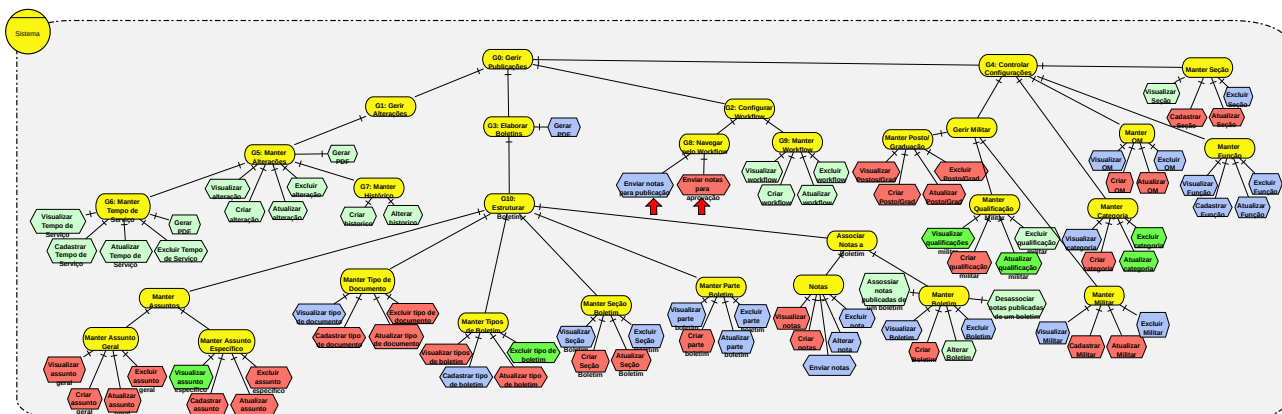 Sistema
G0: Gerir
Publicações
G4: Controlar
Configurações
Manter Seção
Visualizar
Seção
Excluir
Seção
Cadastrar
Seção
Atualizar
Seção
G1: Gerir
Alterações
G3: Elaborar
Boletins
Gerar
PDF
G2: Configurar
Workflow
G8: Navegar
pelo Workflow
G9: Manter
Workflow
Enviar notas
para publicação
Enviar notas
para
aprovação
Visualizar
workflow
Excluir
workflow
Criar
workflow
Atualizar
workflow
Manter Posto/
Graduação
Gerir Militar
Visualizar
Postos/Grad
Excluir
Posto/Grad
Criar
Posto/Grad
Atualizar
Posto/Grad
Manter
OM
Visualizar
OM
Excluir
OM
Criar
OM
Atualizar
OM
Manter
Função
Visualizar
Função
Excluir
Função
Cadastrar
Função
Atualizar
Função
G5: Manter
Alterações
Gerar
PDF
Visualizar
alteração
Excluir
alteração
Criar
alteração
Atualizar
alteração
G7: Manter
Histórico
Criar
historico
Alterar
historico
G6: Manter
Tempo de
Serviço
Visualizar
Tempo de
Serviço
Gerar
PDF
Cadastrar
Tempo de
Serviço
Atualizar
Tempo de
Serviço
Excluir Tempo
de Serviço
G10:
Estruturar
Boletim
Manter
Qualificação
Militar
Visualizar
qualificações
militar
Excluir
qualificação
militar
Criar
qualificação
militar
Atualizar
qualificação
militar
Manter
Categoria
Visualizar
categoria
Excluir
categoria
Criar
categoria
Atualizar
categoria
Associar
Notas a
Boletim
Manter
Assuntos
Manter Tipo de
Documento
Visualizar tipo
de documento
Excluir tipo de
documento
Cadastrar tipo
de documento
Atualizar tipo de
documento
Manter Tipos
de Boletim
Visualizar tipos
de boletim
Excluir tipo de
boletim
Cadastrar tipo
de boletim
Atualizar tipo de
boletim
Manter Seção
Boletim
Visualizar
Seção
Boletim
Excluir
Seção
Boletim
Criar
Seção
Boletim
Atualizar
Seção
Boletim
Manter Parte
Boletim
Visualizar
parte
boletim
Excluir
parte
boletim
Criar
parte
boletim
Atualizar
parte
boletim
Notas
Visualizar
notas
Excluir
nota
Criar
notas
Alterar
nota
Enviar notas
Assossiar
notas
publicadas
de um
boletim
Manter
Boletim
Desassociar
notas publicadas
de um boletim
Visualizar
Boletim
Excluir
Boletim
Criar
Boletim
Alterar
Boletim
Manter
Militar
Visualizar
Militar
Excluir
Militar
Cadastrar
Militar
Atualizar
Militar
Manter Assunto
Geral
Visualizar
assunto
geral
Excluir
assunto
geral
Criar
assunto
geral
Atualizar
assunto
geral
Manter Assunto
Específico
Visualizar
assunto
específico
Excluir
assunto
específico
Cadastrar
assunto
Atualizar
assunto